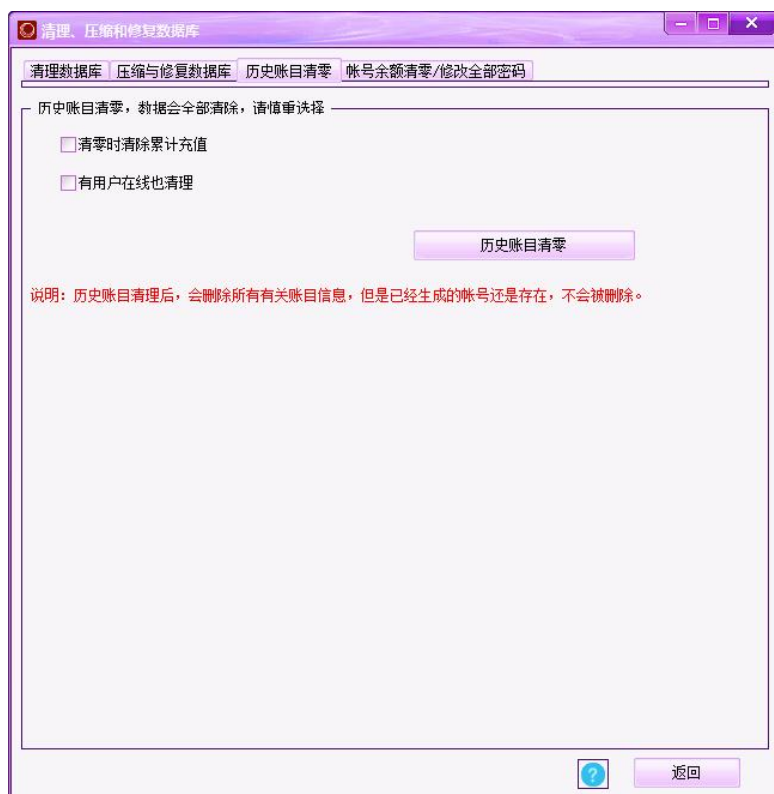 清理、压缩和修复数据库
清理数据库 压缩与修复数据库 历史账目清零 帐号余额清零/修改全部密码
历史账目清零，数据会全部清除，请慎重选择
清零时清除累计充值
有用户在线也清理
历史账目清零
说明：历史账目清理后，会删除所有有关账目信息，但是已经生成的帐号还是存在，不会被删除。
? 返回